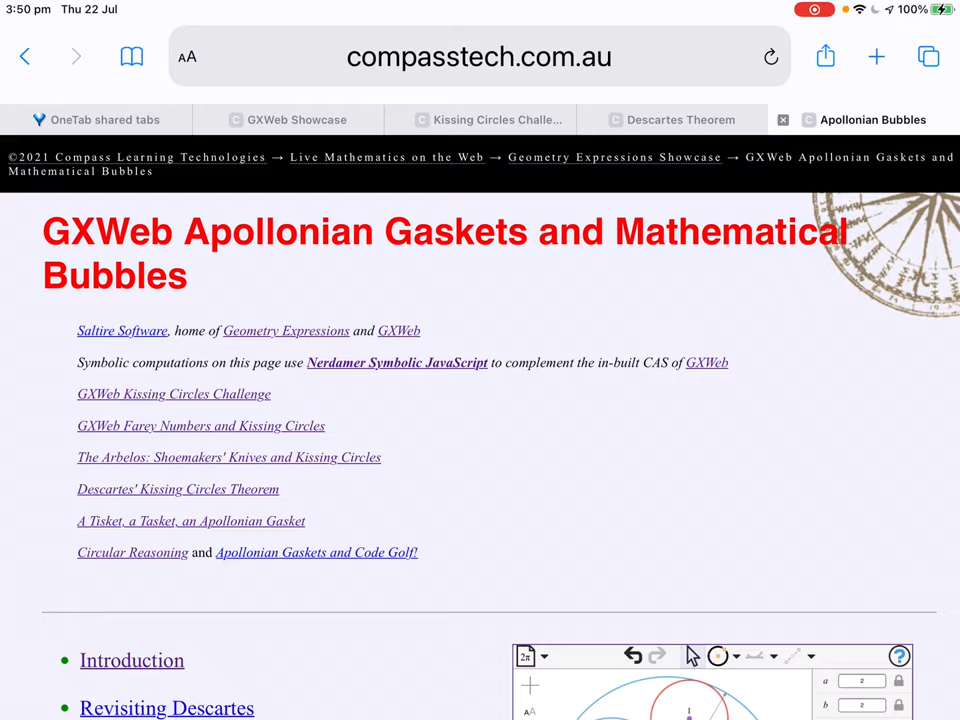 3:50 pm Thu 22 Jul 100%
AA compasstech.com.au
OneTab shared tabs
GXWeb Showcase
Kissing Circles Challe...
Descartes Theorem
Apollonian Bubbles
©2021 Compass Learning Technologies → Live Mathematics on the Web → Geometry Expressions Showcase → GXWeb Apollonian Gaskets and
Mathematical Bubbles
GXWeb Apollonian Gaskets and Mathematical
Bubbles
Saltire Software, home of Geometry Expressions and GXWeb
Symbolic computations on this page use Nerdamer Symbolic JavaScript to complement the in-built CAS of GXWeb
GXWeb Kissing Circles Challenge
GXWeb Farey Numbers and Kissing Circles
The Arbelos: Shoemakers' Knives and Kissing Circles
Descartes' Kissing Circles Theorem
A Tisket, a Tasket, an Apollonian Gasket
Circular Reasoning and Apollonian Gaskets and Code Golf!
• Introduction
• Revisiting Descartes
2π
?
a 2
b 2
AA